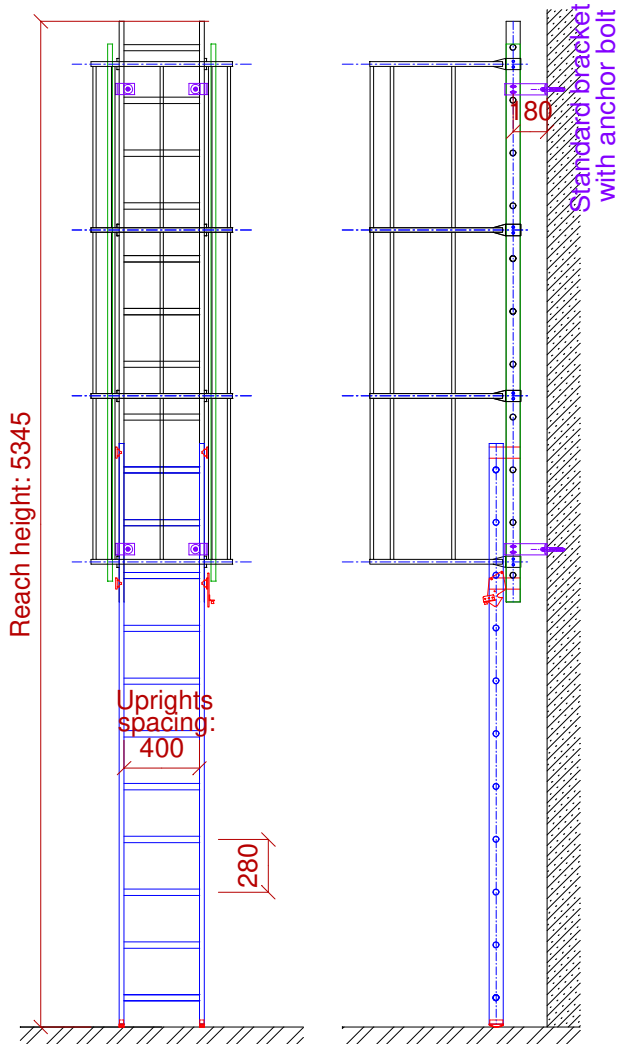 Standard bracket
with anchor bolt
180
Reach height: 5345
Uprights
spacing:
400
280